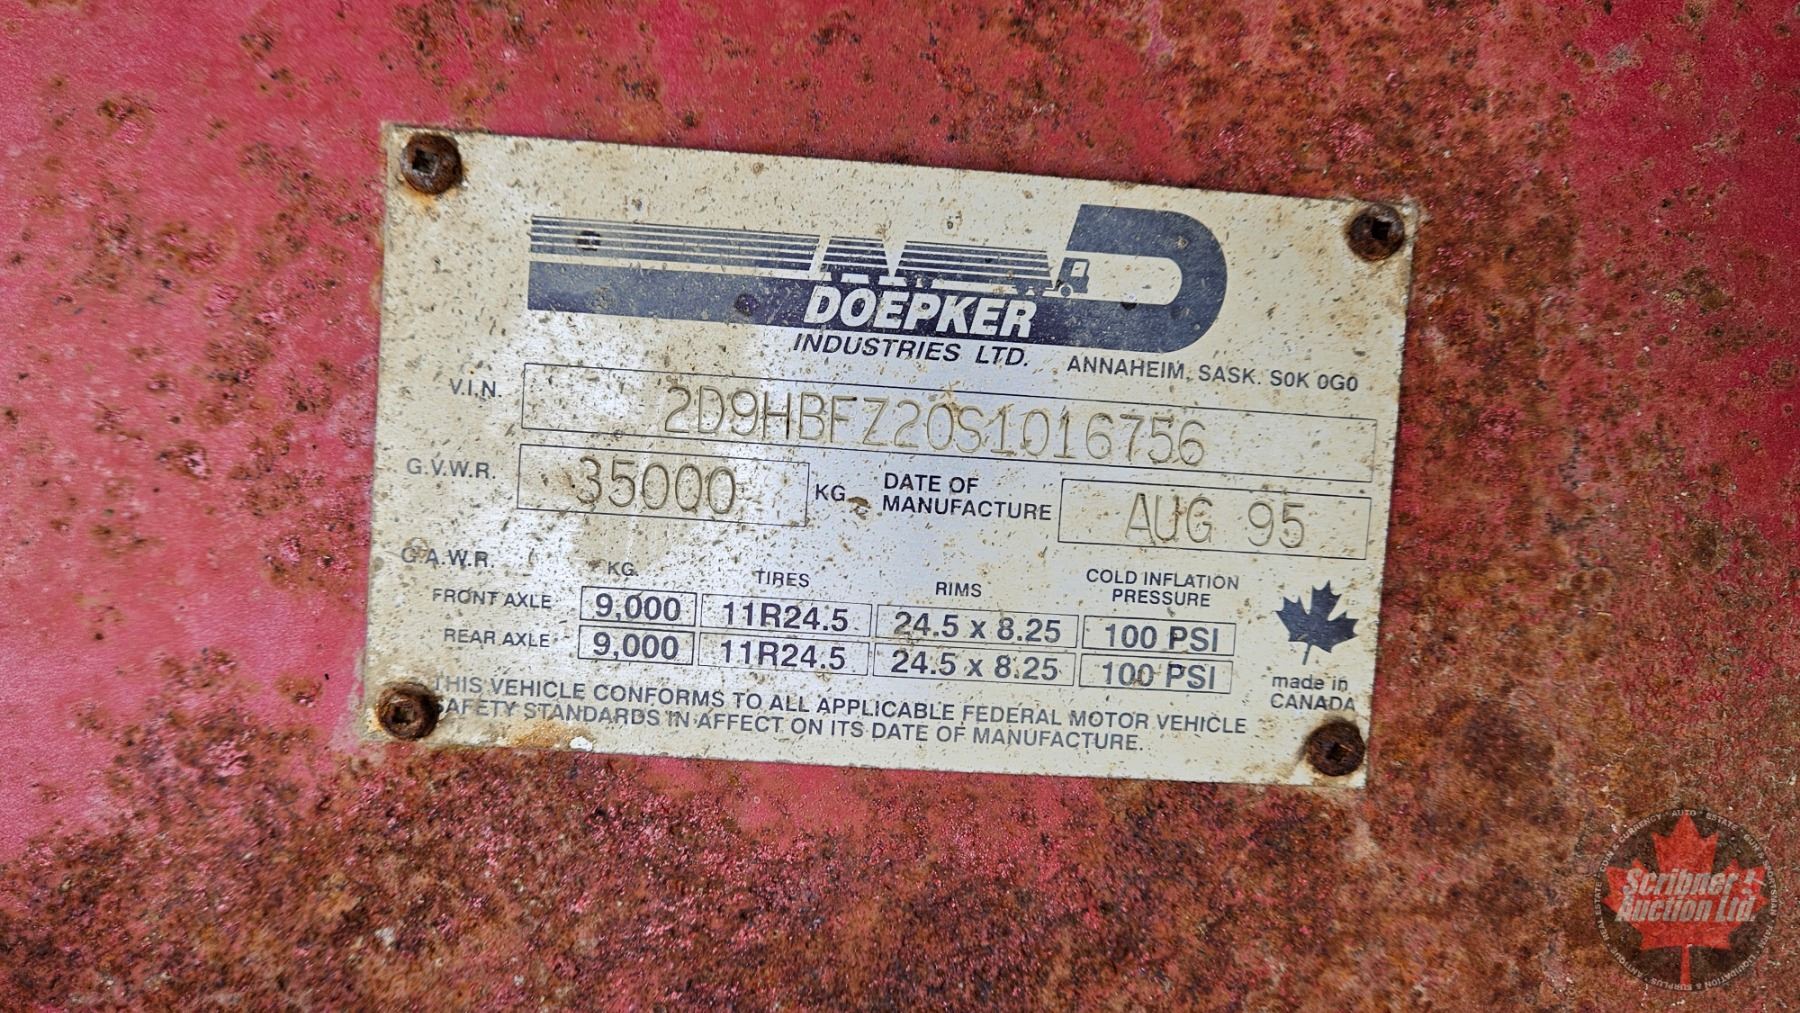 DOEPKER
INDUSTRIES LTD.
ANNAHEIM, SASK. S0K 0G0
V.I.N. 2D9HBFZ20S1016756
G.V.W.R. 35000 KG. DATE OF MANUFACTURE AUG 95
G.A.W.R. KG. TIRES RIMS COLD INFLATION PRESSURE
FRONT AXLE 9,000 11R24.5 24.5 x 8.25 100 PSI
REAR AXLE 9,000 11R24.5 24.5 x 8.25 100 PSI
made in
CANADA
THIS VEHICLE CONFORMS TO ALL APPLICABLE FEDERAL MOTOR VEHICLE
SAFETY STANDARDS IN AFFECT ON ITS DATE OF MANUFACTURE.
Scribner
Auction Ltd.